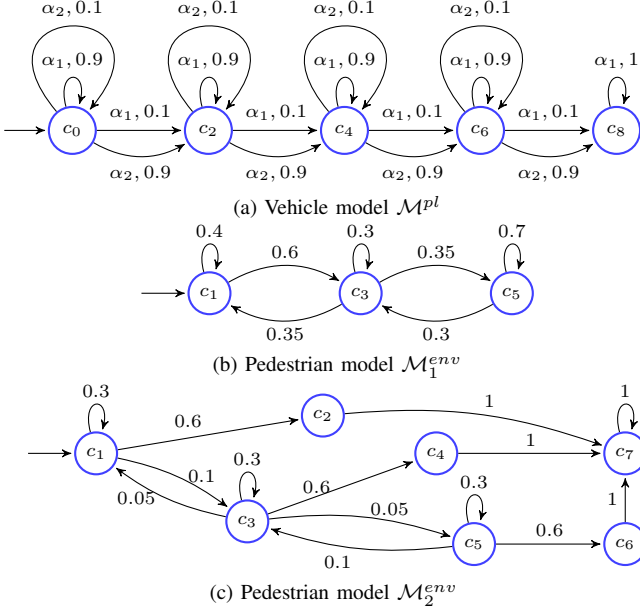 α₂, 0.1 α₂, 0.1 α₂, 0.1 α₂, 0.1
α₁, 0.9 α₁, 0.9 α₁, 0.9 α₁, 0.9 α₁, 1
α₁, 0.1 α₁, 0.1 α₁, 0.1 α₁, 0.1
c₀ c₂ c₄ c₆ c₈
α₂, 0.9 α₂, 0.9 α₂, 0.9 α₂, 0.9
(a) Vehicle model ℳᵖˡ
0.4 0.3 0.7
0.6 0.35
c₁ c₃ c₅
0.35 0.3
(b) Pedestrian model ℳ₁ᵉⁿᵛ
0.3 1
0.6 c₂ 1
c₁ c₄ 1 c₇
0.1 0.3
0.05 0.6 0.3 1
c₃ 0.05
c₅ 0.6 c₆
0.1
(c) Pedestrian model ℳ₂ᵉⁿᵛ